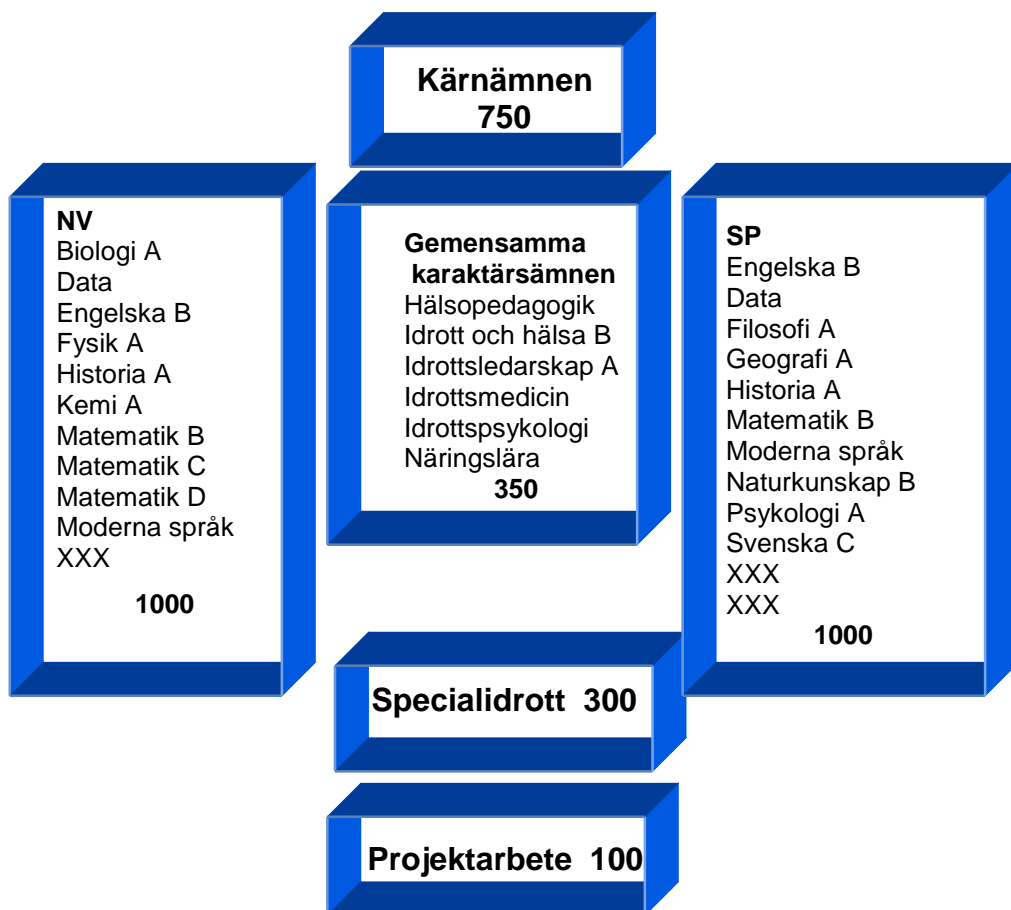 Kärnämnen
750
NV
Biologi A
Data
Engelska B
Fysik A
Historia A
Kemi A
Matematik B
Matematik C
Matematik D
Moderna språk
XXX
1000
Gemensamma
karaktärsämnen
Hälsopedagogik
Idrott och hälsa B
Idrottsledarskap A
Idrottsmedicin
Idrottspsykologi
Näringslära
350
SP
Engelska B
Data
Filosofi A
Geografi A
Historia A
Matematik B
Moderna språk
Naturkunskap B
Psykologi A
Svenska C
XXX
XXX
1000
Specialidrott 300
Projektarbete 100